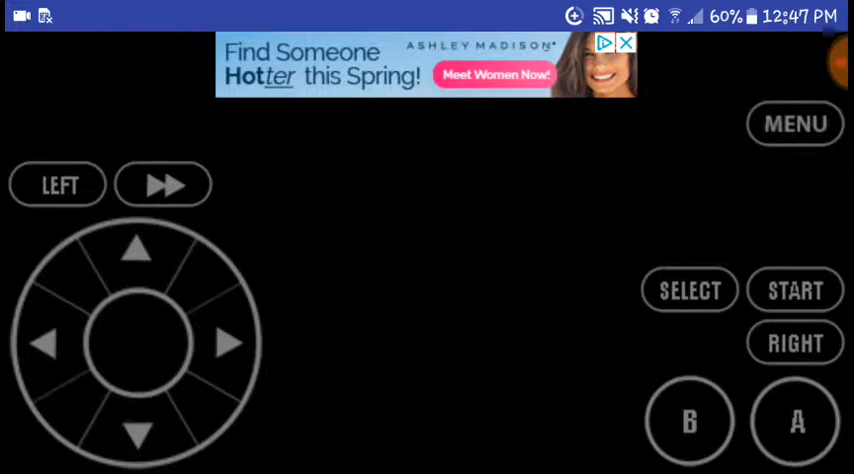 60% 12:47 PM
Find Someone
Hotter this Spring!
ASHLEY MADISON
Meet Women Now!
MENU
LEFT
SELECT
START
RIGHT
B
A